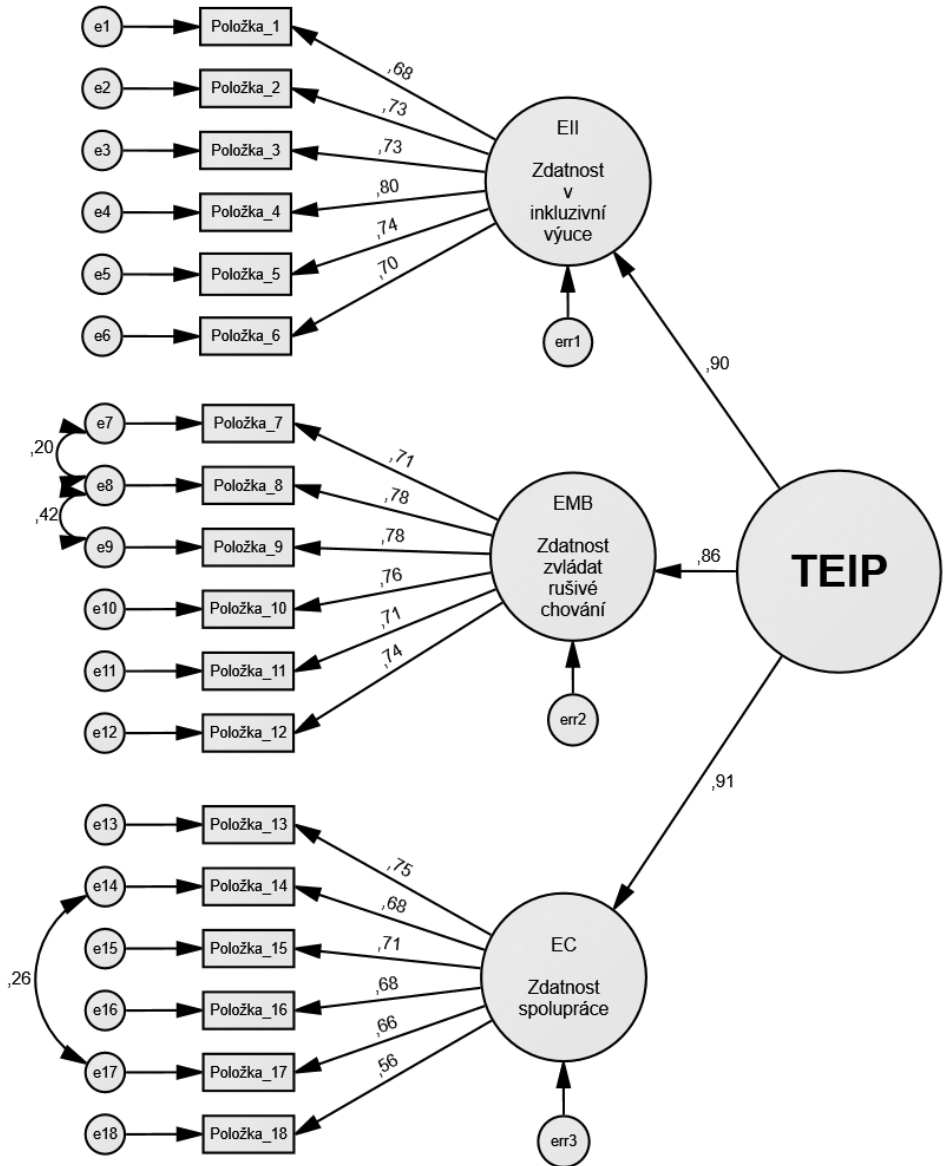 e1 Položka_1
,68
e2 Položka_2
,73
e3 Položka_3
,73
e4 Položka_4
,80
e5 Položka_5
,74
e6 Položka_6
,70
EII
Zdatnost
v
inkluzivní
výuce
err1
,90
e7 Položka_7
,71
,20
e8 Položka_8
,78
,42
e9 Položka_9
,78
e10 Položka_10
,76
e11 Položka_11
,71
e12 Položka_12
,74
EMB
Zdatnost
zvládat
rušivé
chování
err2
,86
TEIP
,91
e13 Položka_13
,75
e14 Položka_14
,68
e15 Položka_15
,71
,26
e16 Položka_16
,68
e17 Položka_17
,66
e18 Položka_18
,56
EC
Zdatnost
spolupráce
err3